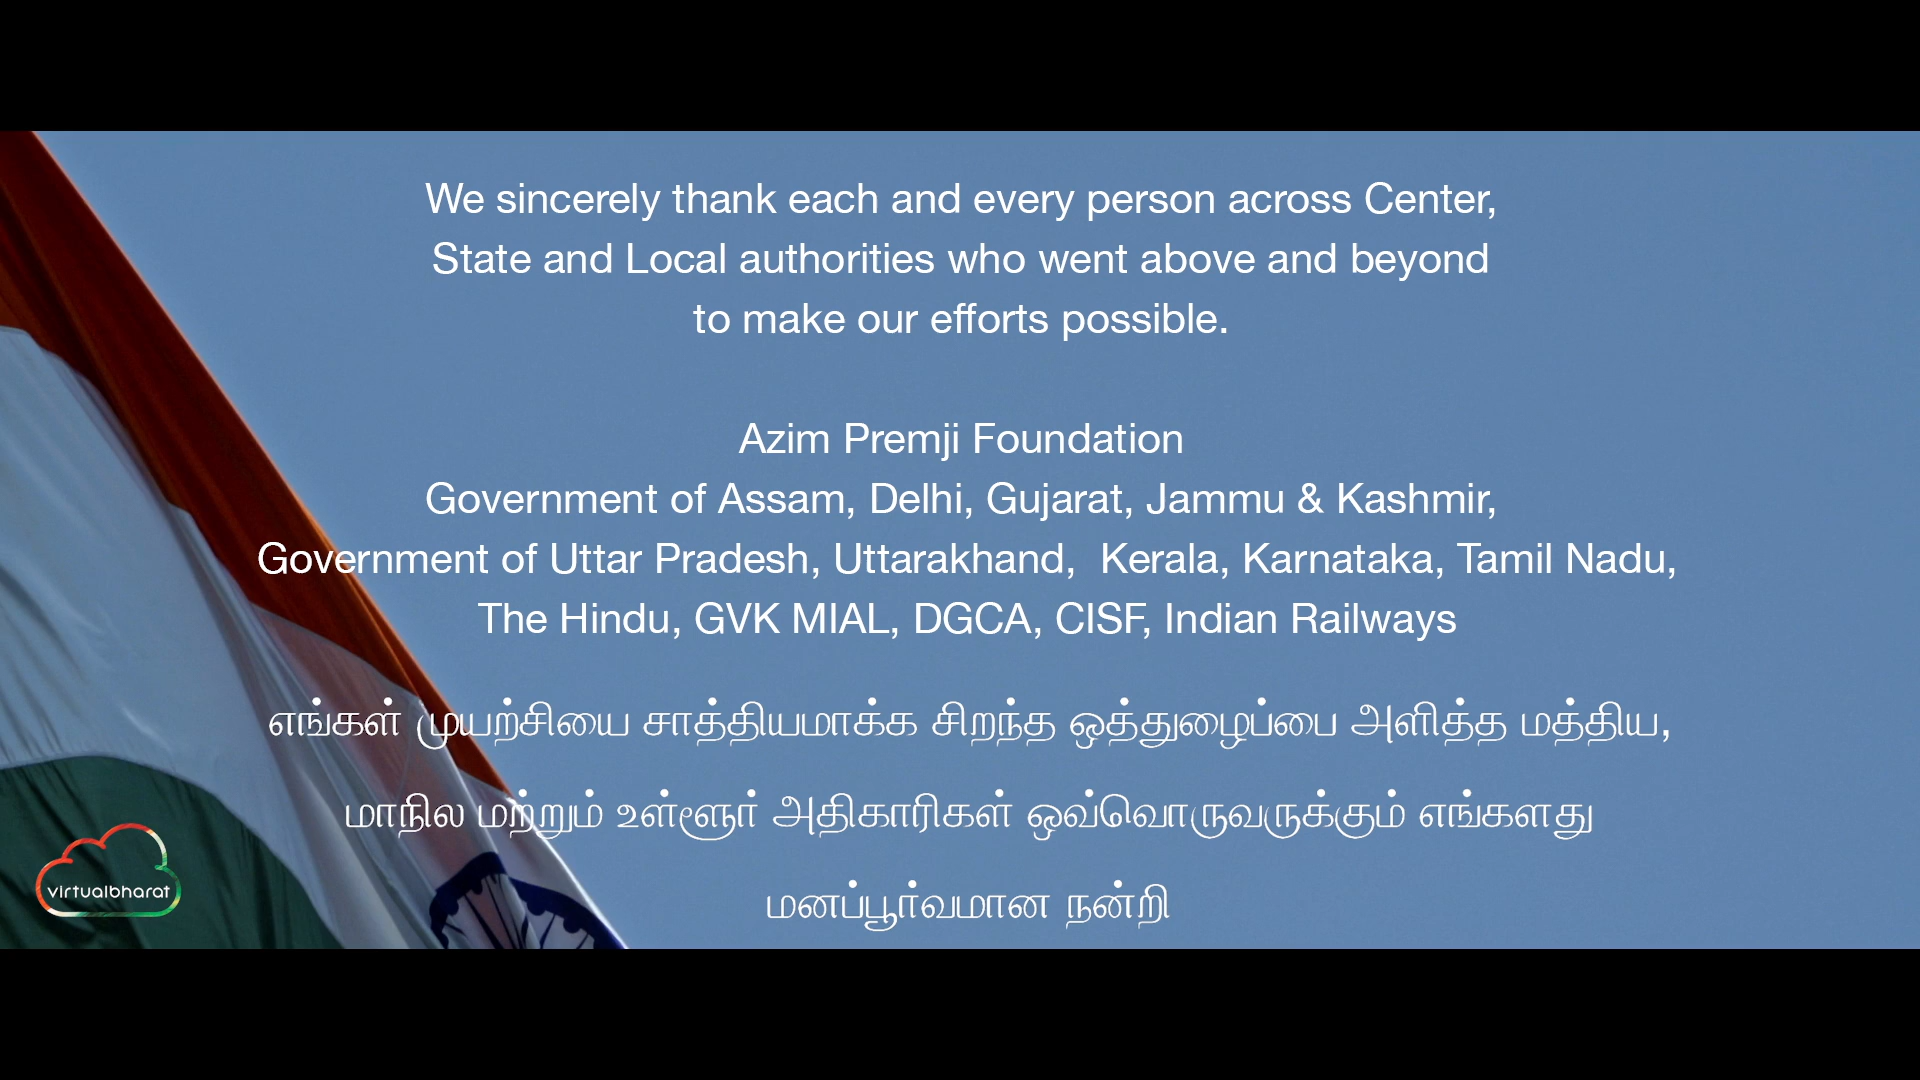 We sincerely thank each and every person across Center,
State and Local authorities who went above and beyond
to make our efforts possible.
Azim Premji Foundation
Government of Assam, Delhi, Gujarat, Jammu & Kashmir,
Government of Uttar Pradesh, Uttarakhand, Kerala, Karnataka, Tamil Nadu,
The Hindu, GVK MIAL, DGCA, CISF, Indian Railways
எங்கள் முயற்சியை சாத்தியமாக்க சிறந்த ஒத்துழைப்பை அளித்த மத்திய,
மாநில மற்றும் உள்ளூர் அதிகாரிகள் ஒவ்வொருவருக்கும் எங்களது
மனப்பூர்வமான நன்றி
virtualbharat